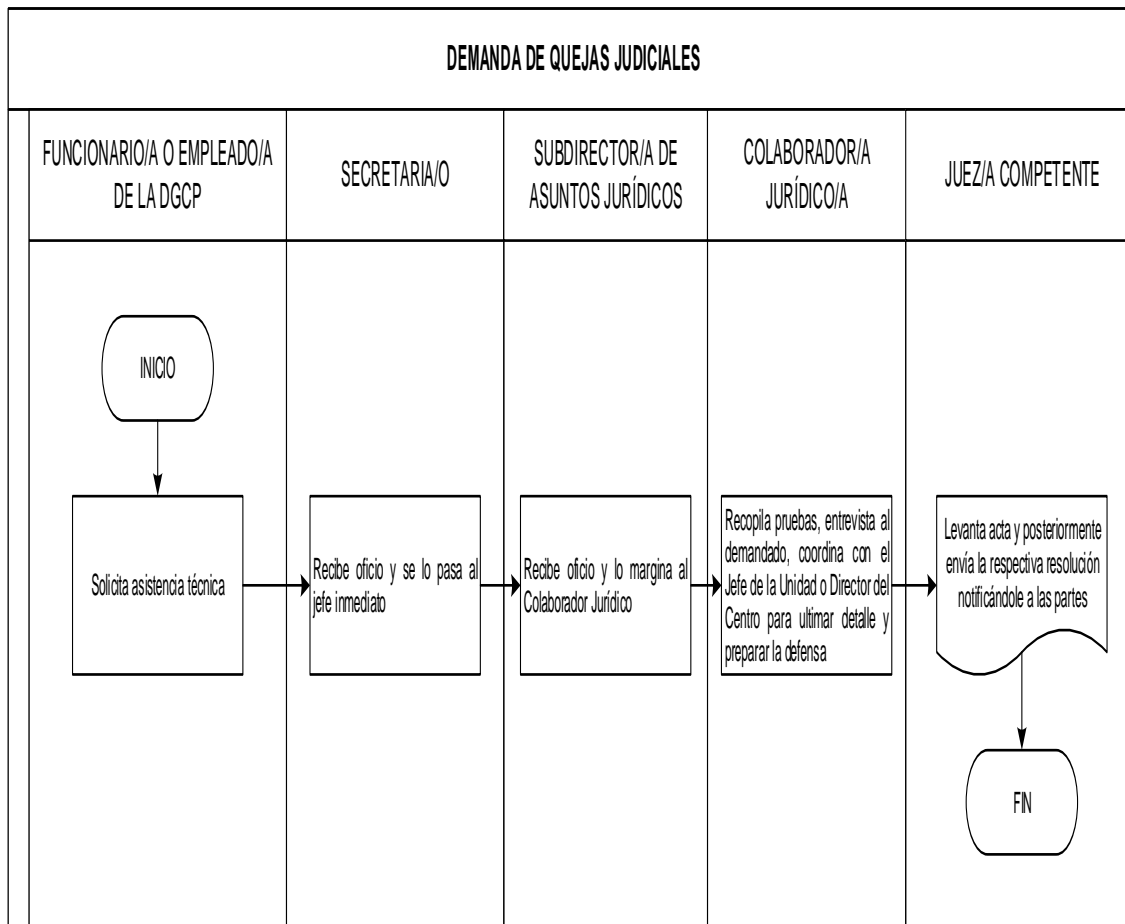 DEMANDA DE QUEJAS JUDICIALES
FUNCIONARIO/A O EMPLEADO/A
DE LA DGCP
SECRETARIA/O
SUBDIRECTOR/A DE
ASUNTOS JURÍDICOS
COLABORADOR/A
JURÍDICO/A
JUEZ/A COMPETENTE
INICIO
Solicita asistencia técnica
Recibe oficio y se lo pasa al
jefe inmediato
Recibe oficio y lo margina al
Colaborador Jurídico
Recopila pruebas, entrevista al
demandado, coordina con el
Jefe de la Unidad o Director del
Centro para ultimar detalle y
preparar la defensa
Levanta acta y posteriormente
envía la respectiva resolución
notificándole a las partes
FIN